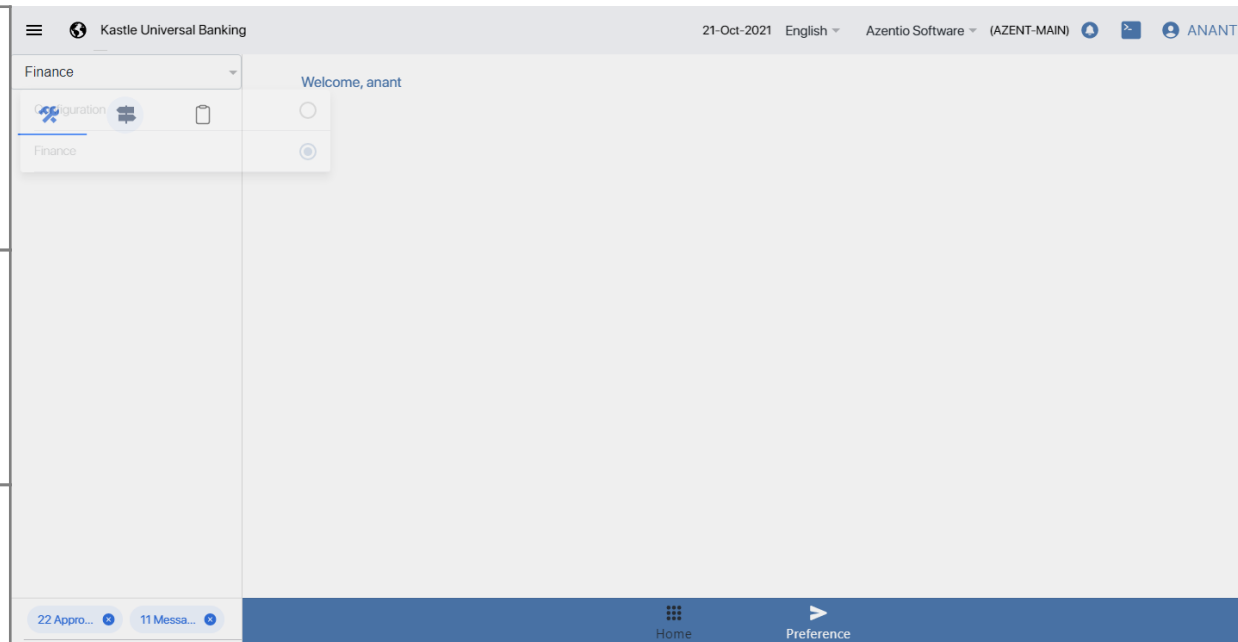 Kastle Universal Banking
21-Oct-2021 English Azentio Software (AZENT-MAIN) ANANT
Finance
Welcome, anant
Configuration
Finance
22 Appro... 11 Messa...
Home Preference